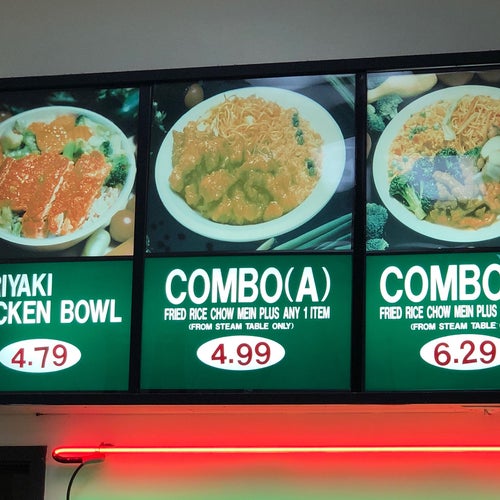 RIYAKI
CKEN BOWL
4.79
COMBO(A)
FRIED RICE CHOW MEIN PLUS ANY 1 ITEM
(FROM STEAM TABLE ONLY)
4.99
COMBO
FRIED RICE CHOW MEIN PLUS
(FROM STEAM TABLE
6.29